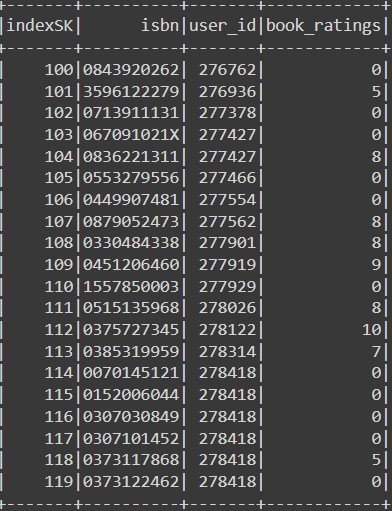 +-------+----------+-------+------------+
|indexSK|      isbn|user_id|book_ratings|
+-------+----------+-------+------------+
|    100|0843920262| 276762|           0|
|    101|3596122279| 276936|           5|
|    102|0713911131| 277378|           0|
|    103|067091021X| 277427|           0|
|    104|0836221311| 277427|           8|
|    105|0553279556| 277466|           0|
|    106|0449907481| 277554|           0|
|    107|0879052473| 277562|           8|
|    108|0330484338| 277901|           8|
|    109|0451206460| 277919|           9|
|    110|1557850003| 277929|           0|
|    111|0515135968| 278026|           8|
|    112|0375727345| 278122|          10|
|    113|0385319959| 278314|           7|
|    114|0070145121| 278418|           0|
|    115|0152006044| 278418|           0|
|    116|0307030849| 278418|           0|
|    117|0307101452| 278418|           0|
|    118|0373117868| 278418|           5|
|    119|0373122462| 278418|           0|
+-------+----------+-------+------------+